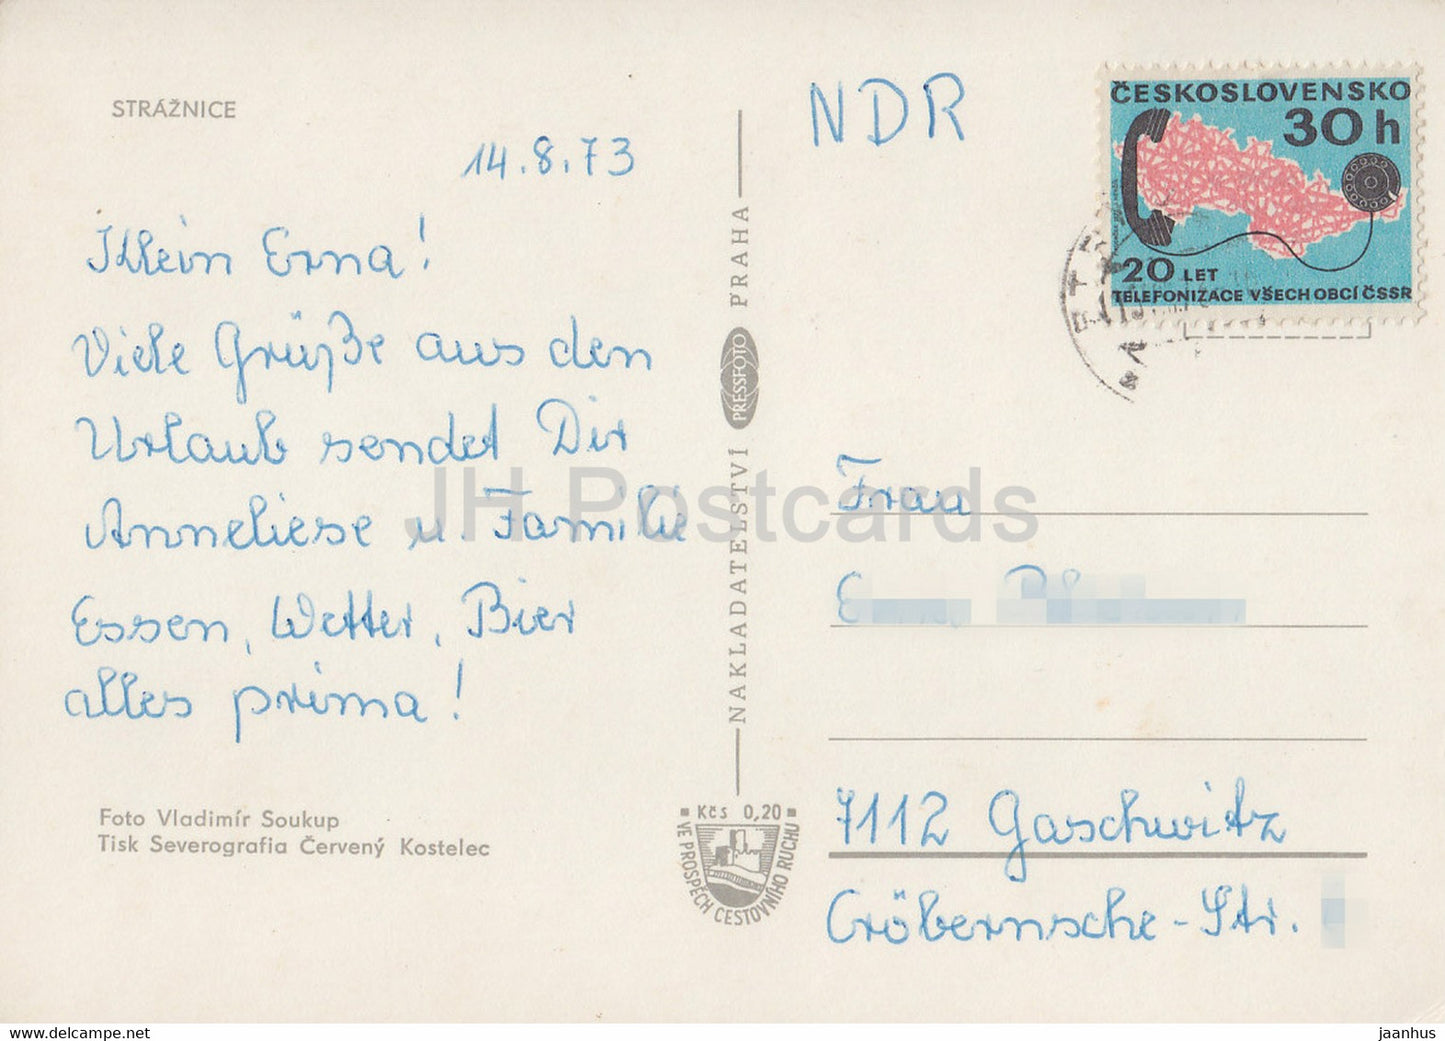 STRÁŽNICE
14.8.73
Klein Erna!
Viele Grüße aus den
Urlaub sendet Dir
Anneliese u. Familie
Essen, Wetter, Bier
alles prima!
Foto Vladimír Soukup
Tisk Severografia Červený Kostelec
NAKLADATELSTVÍ PRESSFOTO PRAHA
Kčs 0,20
VE PROSPĚCH CESTOVNÍHO RUCHU
NDR
ČESKOSLOVENSKO
30 h
20 LET
TELEFONIZACE VŠECH OBCÍ ČSSR
Frau
7112 Gaschwitz
Cröbernsche-Str.
JH Postcards
www.delcampe.net
jaanhus